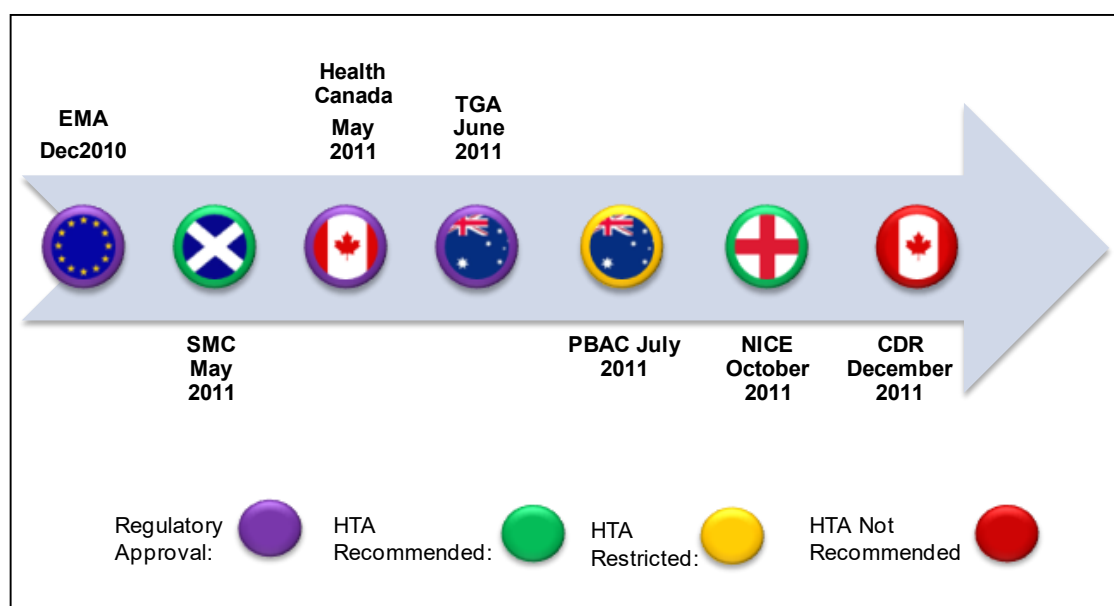 EMA
Dec2010
Health
Canada
May
2011
TGA
June
2011
SMC
May
2011
PBAC July
2011
NICE
October
2011
CDR
December
2011
Regulatory
Approval:
HTA
Recommended:
HTA
Restricted:
HTA Not
Recommended